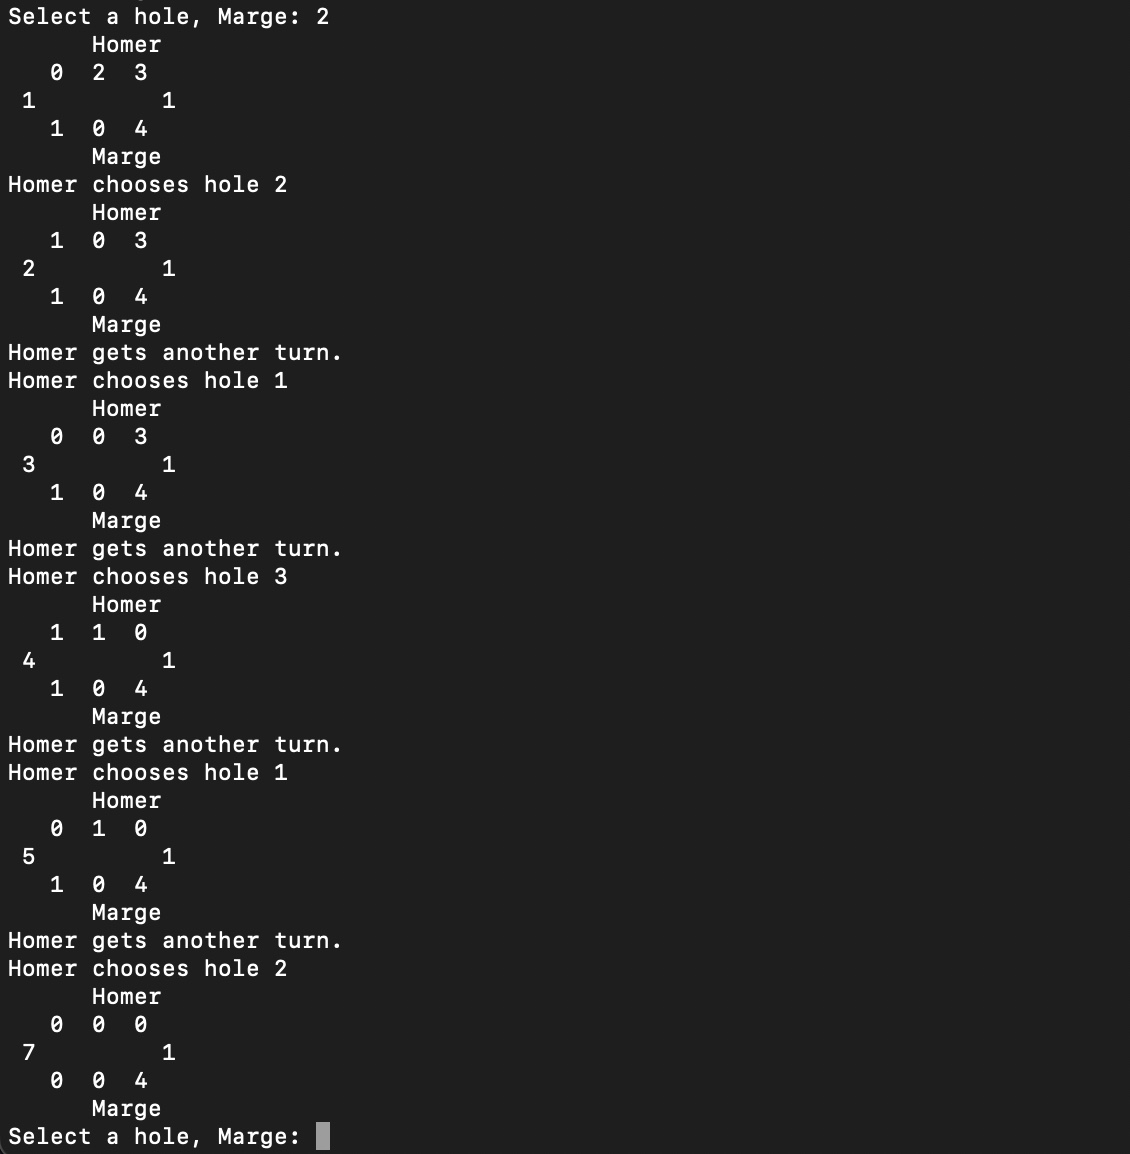 Select a hole, Marge: 2
      Homer
   0  2  3
 1         1
   1  0  4
      Marge
Homer chooses hole 2
      Homer
   1  0  3
 2         1
   1  0  4
      Marge
Homer gets another turn.
Homer chooses hole 1
      Homer
   0  0  3
 3         1
   1  0  4
      Marge
Homer gets another turn.
Homer chooses hole 3
      Homer
   1  1  0
 4         1
   1  0  4
      Marge
Homer gets another turn.
Homer chooses hole 1
      Homer
   0  1  0
 5         1
   1  0  4
      Marge
Homer gets another turn.
Homer chooses hole 2
      Homer
   0  0  0
 7         1
   0  0  4
      Marge
Select a hole, Marge: